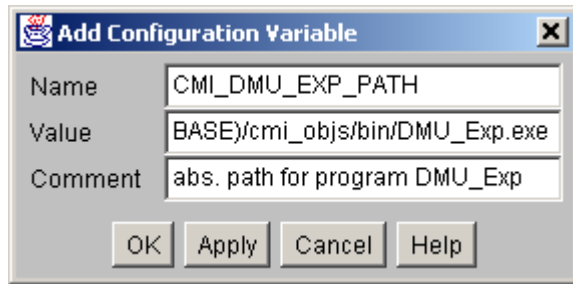 Add Configuration Variable
Name CMI_DMU_EXP_PATH
Value BASE)/cmi_objs/bin/DMU_Exp.exe
Comment abs. path for program DMU_Exp
OK Apply Cancel Help